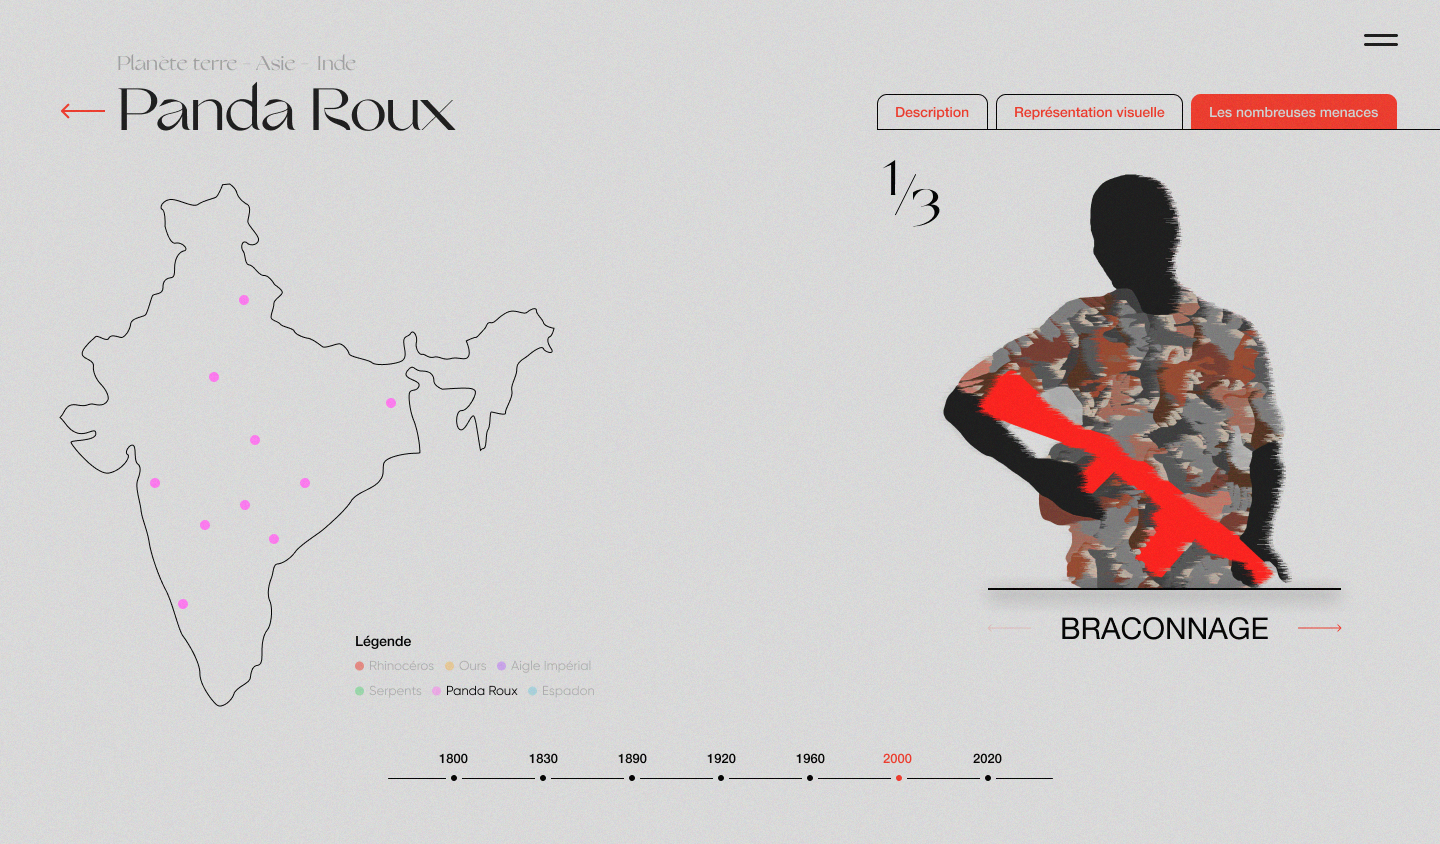 Planète terre - Asie - Inde
Panda Roux
Description
Représentation visuelle
Les nombreuses menaces
1/3
BRACONNAGE
Légende
Rhinocéros
Ours
Aigle Impérial
Serpents
Panda Roux
Espadon
1800
1830
1890
1920
1960
2000
2020